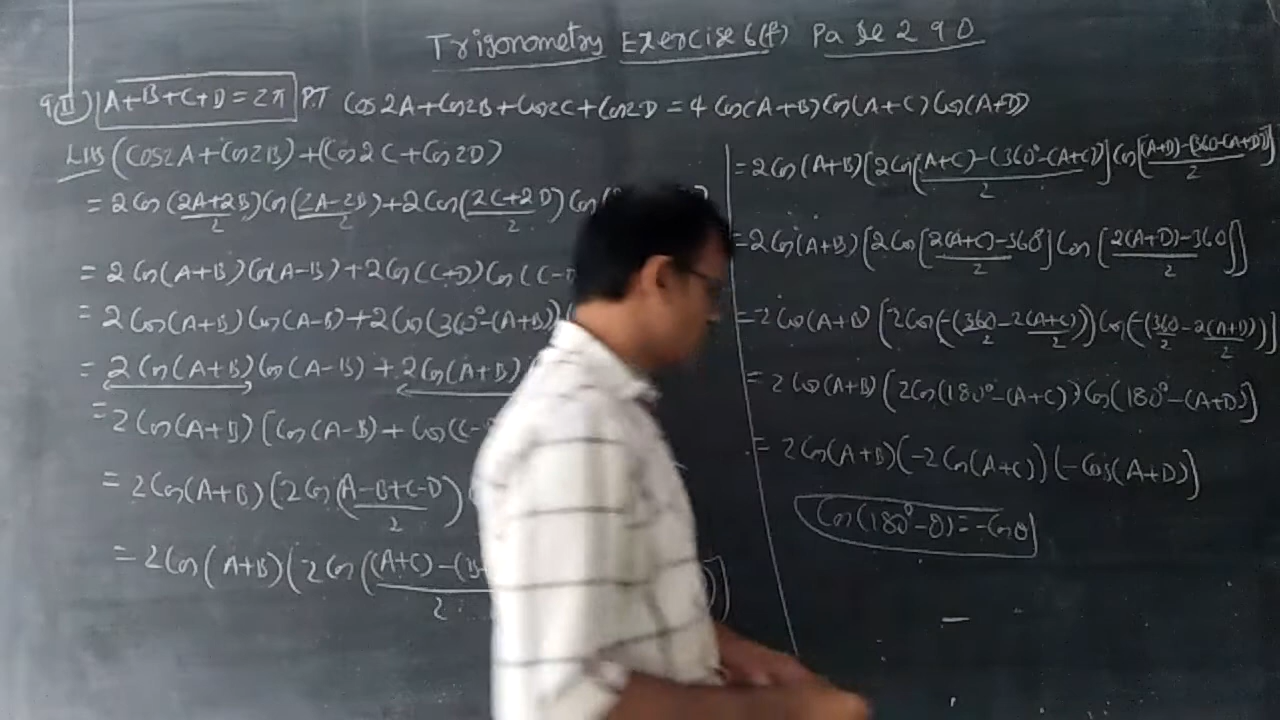 Trigonometry Exercise 6(f) Page 290
9(II) A+B+C+D=2π P.T Cos2A+Cos2B+Cos2C+Cos2D=4Cos(A+B)Cos(A+C)Cos(A+D)
LHS (Cos2A+Cos2B)+(Cos2C+Cos2D)
=2Cos(2A+2B)/2 Cos(2A-2B)/2 + 2Cos(2C+2D)/2 Cos(
=2Cos(A+B)Cos(A-B)+2Cos(C+D)Cos(C-D
=2Cos(A+B)Cos(A-B)+2Cos(360°-(A+B))
=2Cos(A+B)Cos(A-B)+2Cos(A+B)
=2Cos(A+B)[Cos(A-B)+Cos(C-
=2Cos(A+B)(2Cos(A-B+C-D)/2)
=2Cos(A+B)(2Cos((A+C)-(B+
=2Cos(A+B)[2Cos[(A+C)-(360°-(A+C))]/2 Cos[(A+D)-(360-(A+D))]/2
=2Cos(A+B)[2Cos[2(A+C)-360°]/2 Cos[2(A+D)-360]/2]
=2Cos(A+B)(2Cos(-(360/2-2(A+C)/2))Cos(-(360/2-2(A+D)/2))]
=2Cos(A+B)(2Cos(180°-(A+C))Cos(180°-(A+D))
=2Cos(A+B)(-2Cos(A+C))(-Cos(A+D))
Cos(180°-θ)=-Cosθ